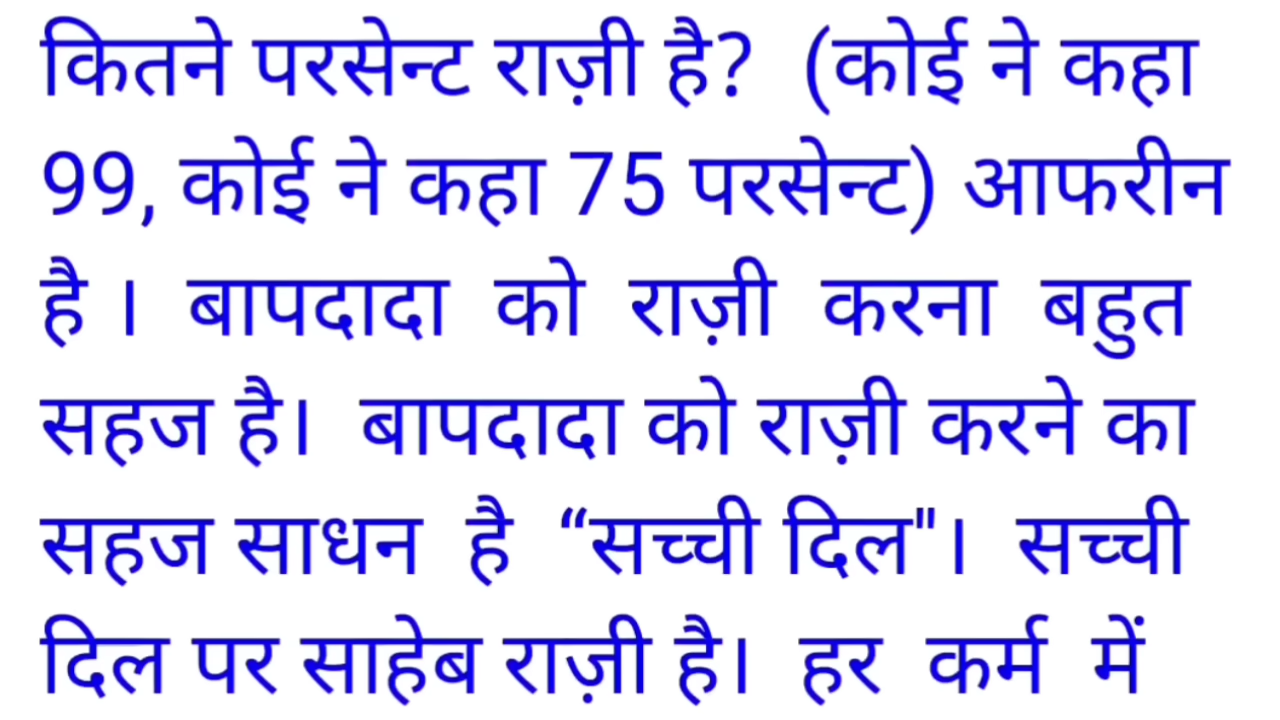 कितने परसेन्ट राज़ी है? (कोई ने कहा
99, कोई ने कहा 75 परसेन्ट) आफरीन
है । बापदादा को राज़ी करना बहुत
सहज है। बापदादा को राज़ी करने का
सहज साधन है “सच्ची दिल"। सच्ची
दिल पर साहेब राज़ी है। हर कर्म में